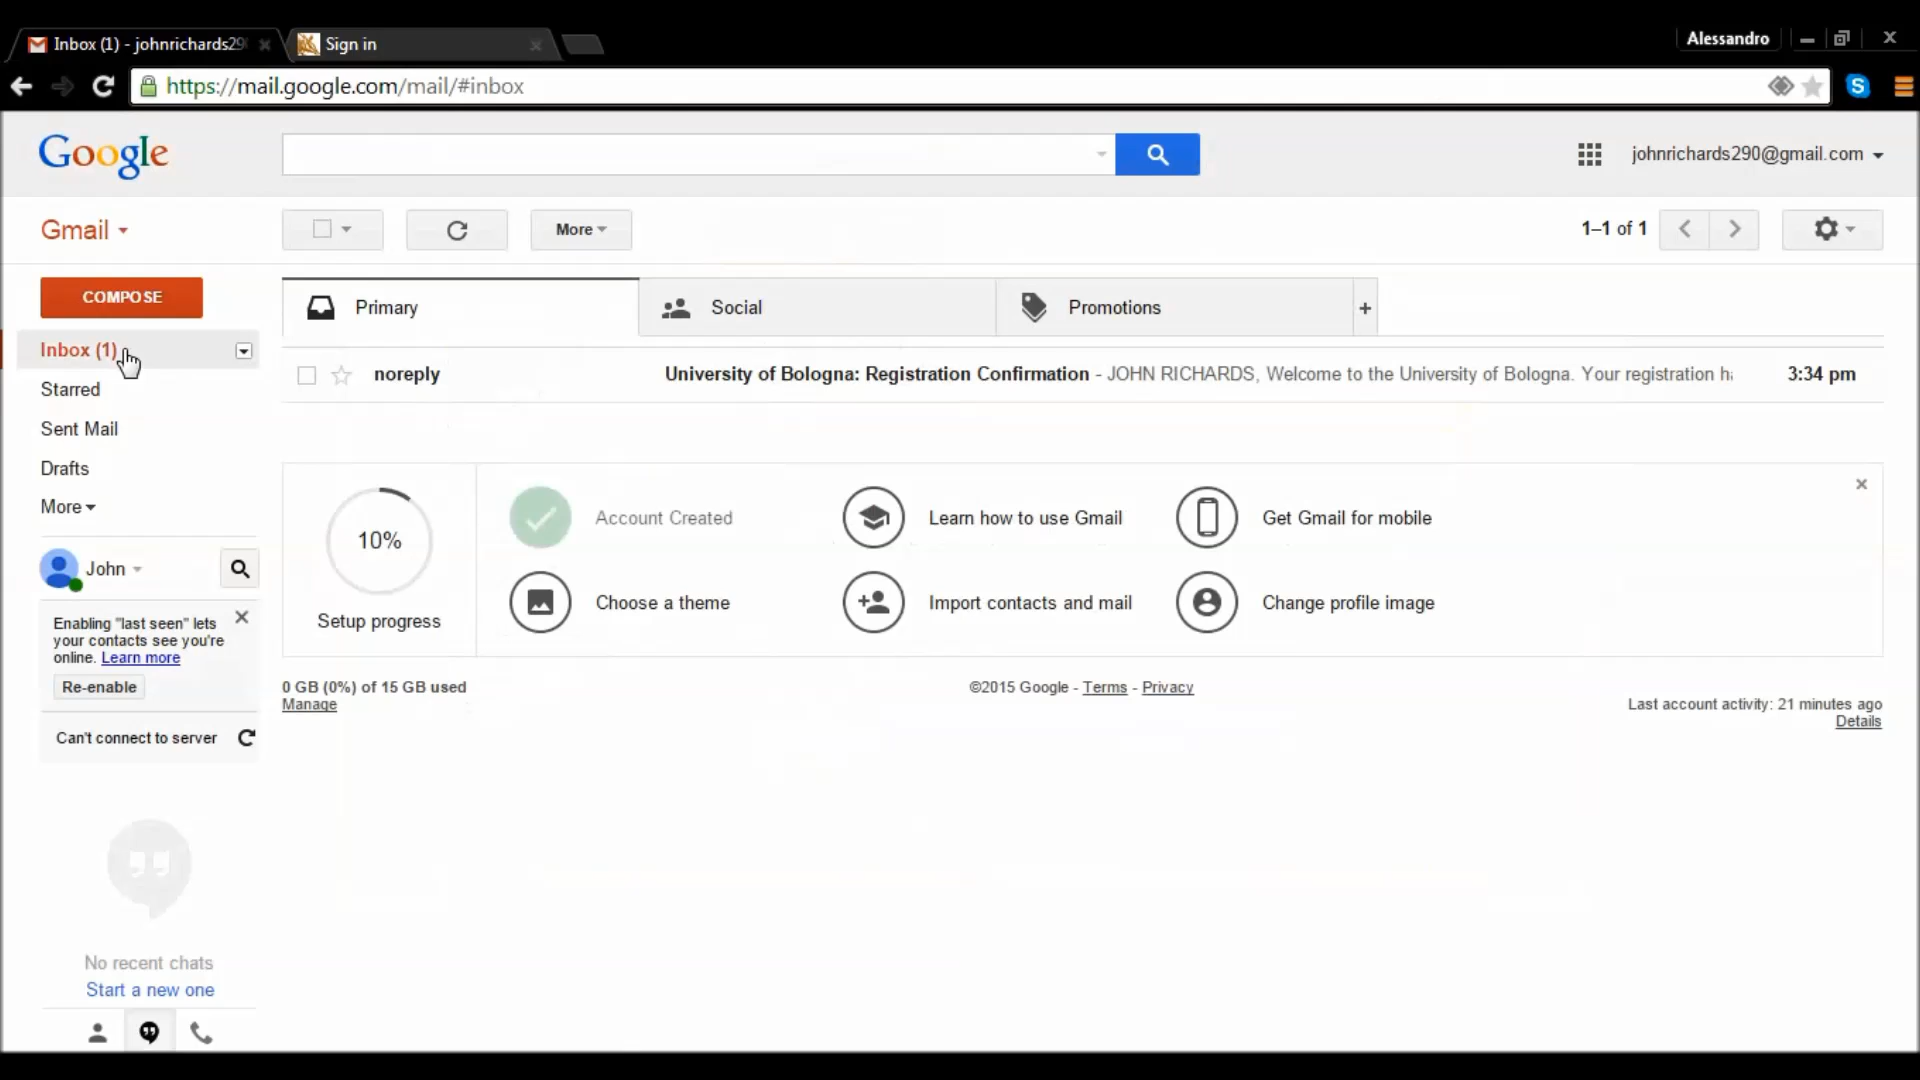 Inbox (1) - johnrichards29
Sign in
Alessandro
https://mail.google.com/mail/#inbox
S
Google
johnrichards290@gmail.com
Gmail
More
1–1 of 1
COMPOSE
Primary
Social
Promotions
+
Inbox (1)
noreply
University of Bologna: Registration Confirmation - JOHN RICHARDS, Welcome to the University of Bologna. Your registration ha
3:34 pm
Starred
Sent Mail
Drafts
More
10%
Setup progress
Account Created
Learn how to use Gmail
Get Gmail for mobile
Choose a theme
Import contacts and mail
Change profile image
John
Enabling "last seen" lets
your contacts see you're
online. Learn more
Re-enable
Can't connect to server
0 GB (0%) of 15 GB used
Manage
©2015 Google - Terms - Privacy
Last account activity: 21 minutes ago
Details
No recent chats
Start a new one